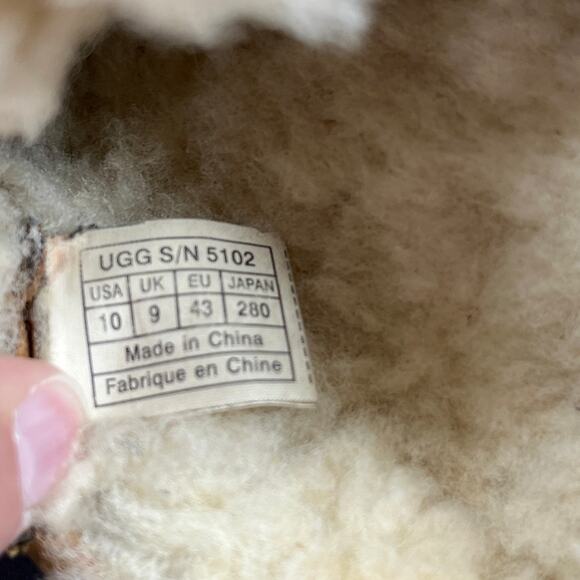 UGG S/N 5102
USA UK EU JAPAN
10 9 43 280
Made in China
Fabrique en Chine